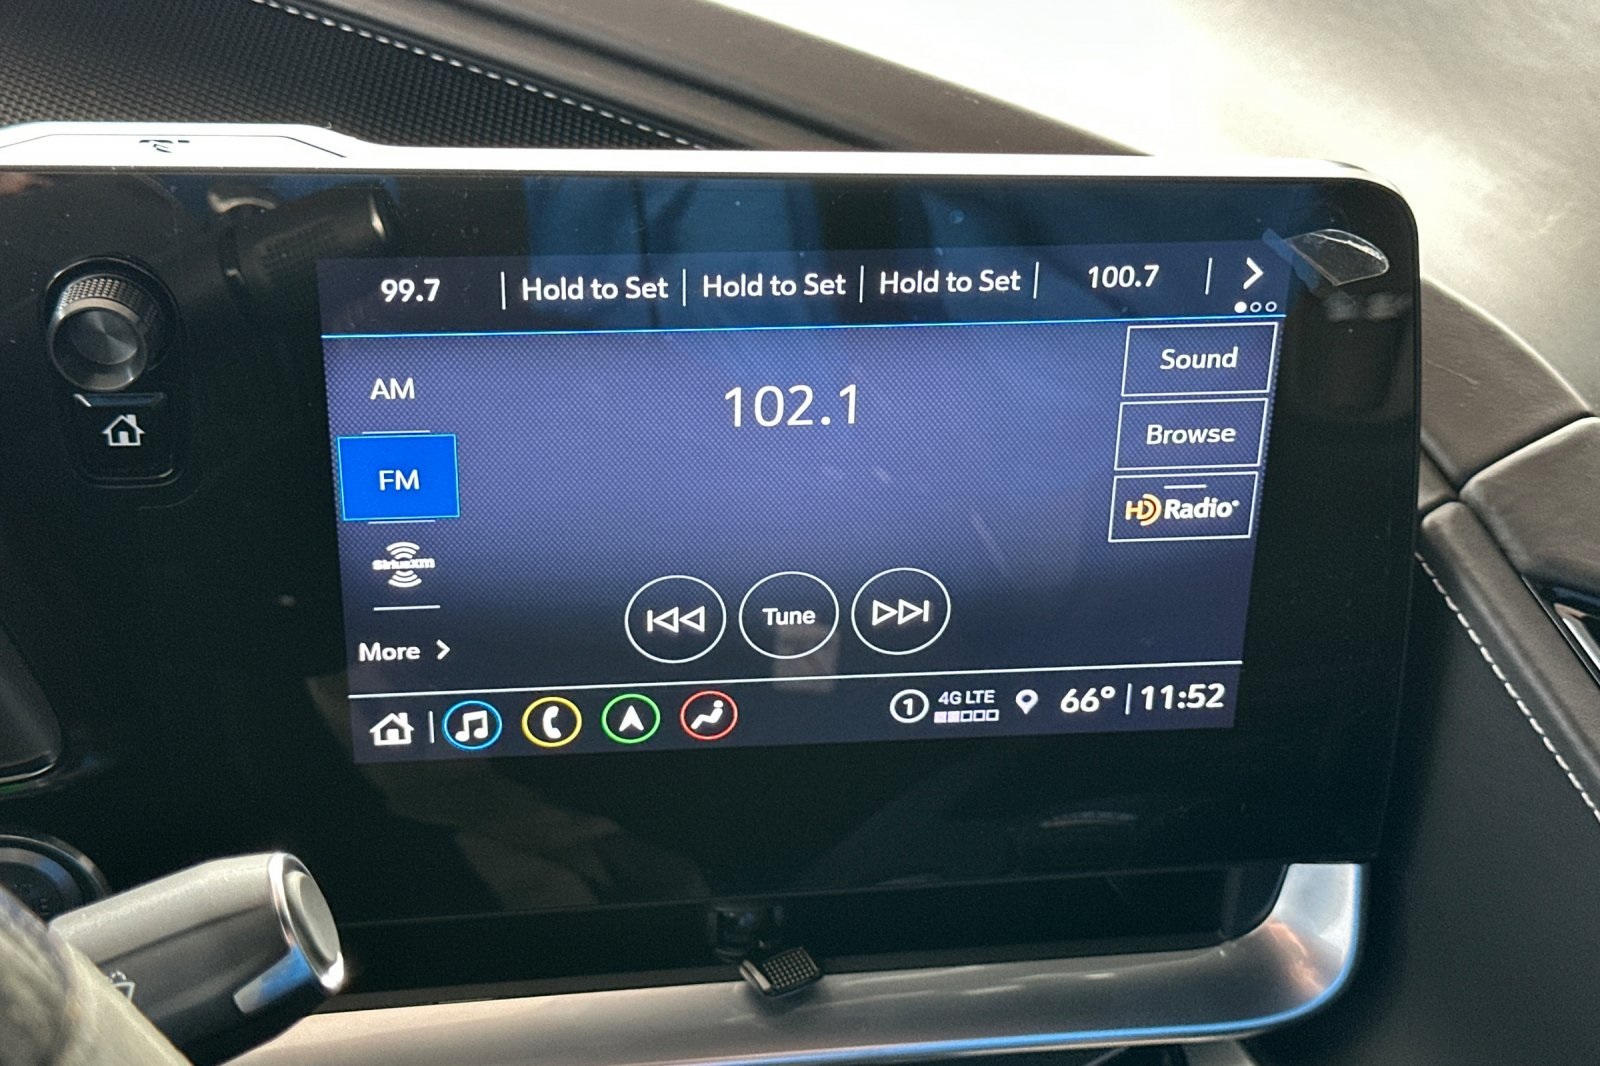 99.7 | Hold to Set | Hold to Set | Hold to Set | 100.7 |
AM
102.1
Sound
Browse
FM
HD Radio
SiriusXM
Tune
More
1 4G LTE 66° | 11:52